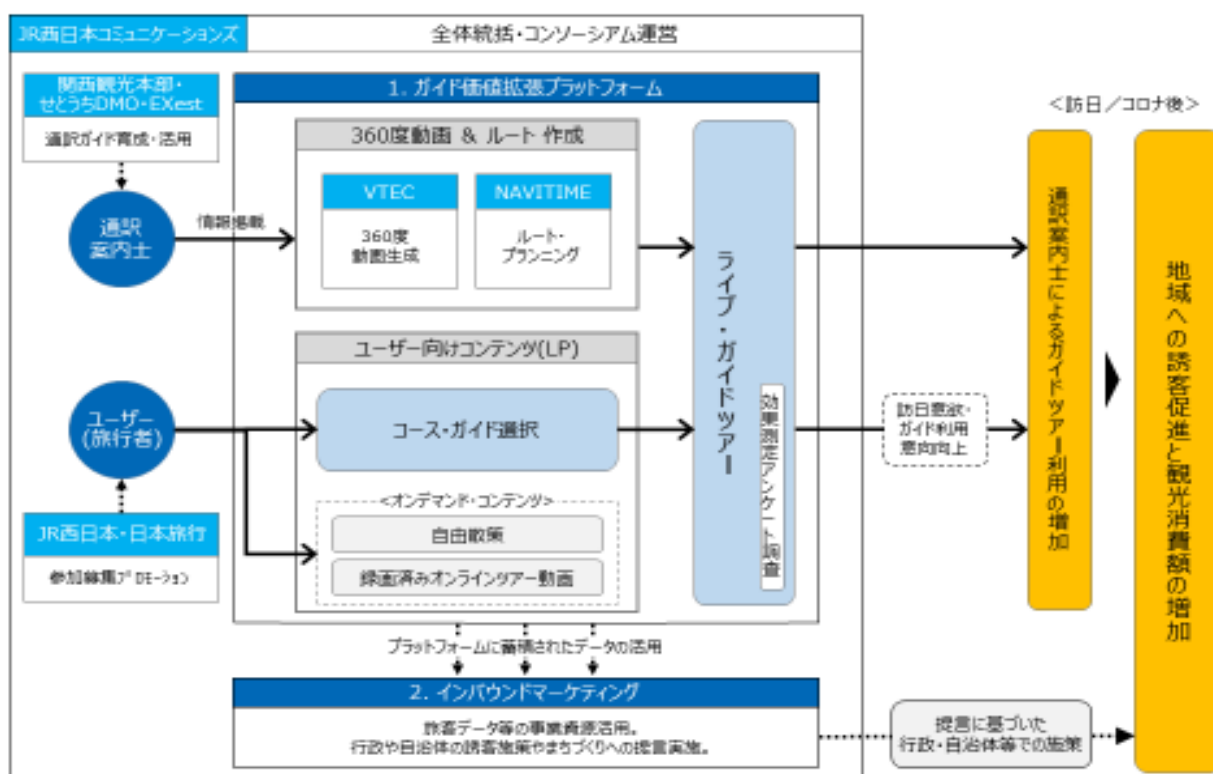 JR西日本コミュニケーションズ
全体統括・コンソーシアム運営
関西観光本部・
せとうちDMO・EXest
通訳ガイド育成・活用
通訳
案内士
情報掲載
1. ガイド価値拡張プラットフォーム
360度動画 & ルート 作成
VTEC
360度
動画生成
NAVITIME
ルート・
プランニング
ユーザー
(旅行者)
JR西日本・日本旅行
参加募集プロモーション
ユーザー向けコンテンツ(LP)
コース・ガイド選択
<オンデマンド・コンテンツ>
自由散策
録画済みオンラインツアー動画
ライブ・ガイドツアー
効果測定アンケート調査
プラットフォームに蓄積されたデータの活用
2. インバウンドマーケティング
旅客データ等の事業資源活用。
行政や自治体の誘客施策やまちづくりへの提言実施。
<訪日／コロナ後>
訪日意欲・
ガイド利用
意向向上
通訳案内士によるガイドツアー利用の増加
地域への誘客促進と観光消費額の増加
提言に基づいた
行政・自治体等での施策